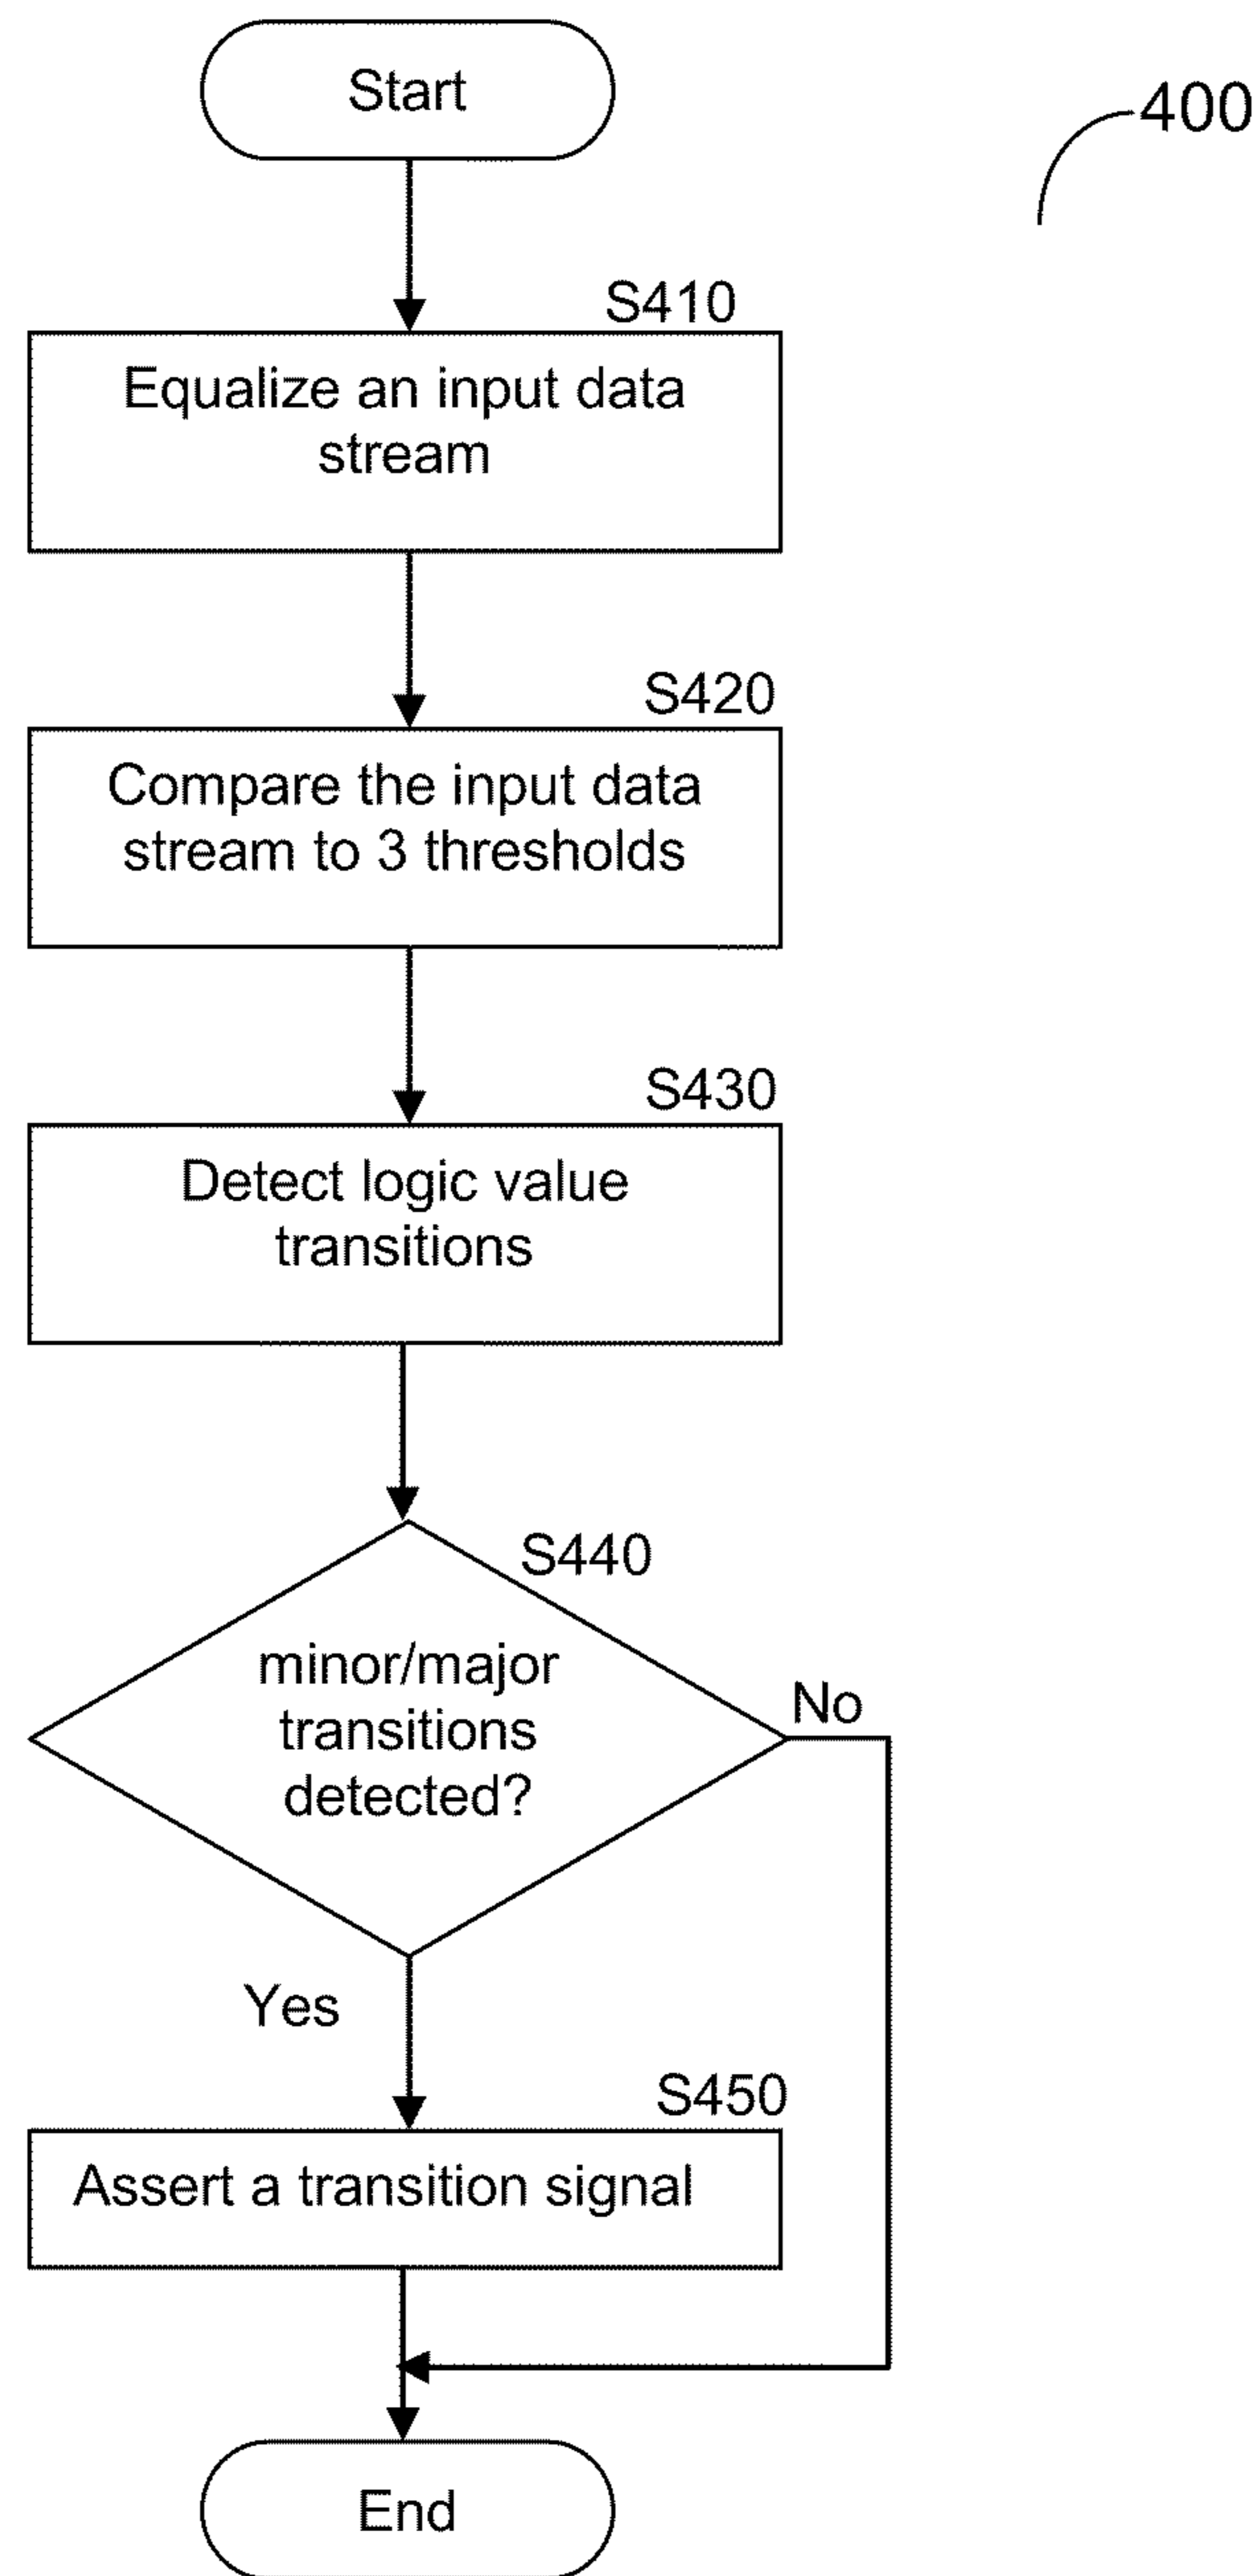 Start
400
S410
Equalize an input data
stream
S420
Compare the input data
stream to 3 thresholds
S430
Detect logic value
transitions
S440
minor/major
transitions
detected?
No
Yes
S450
Assert a transition signal
End